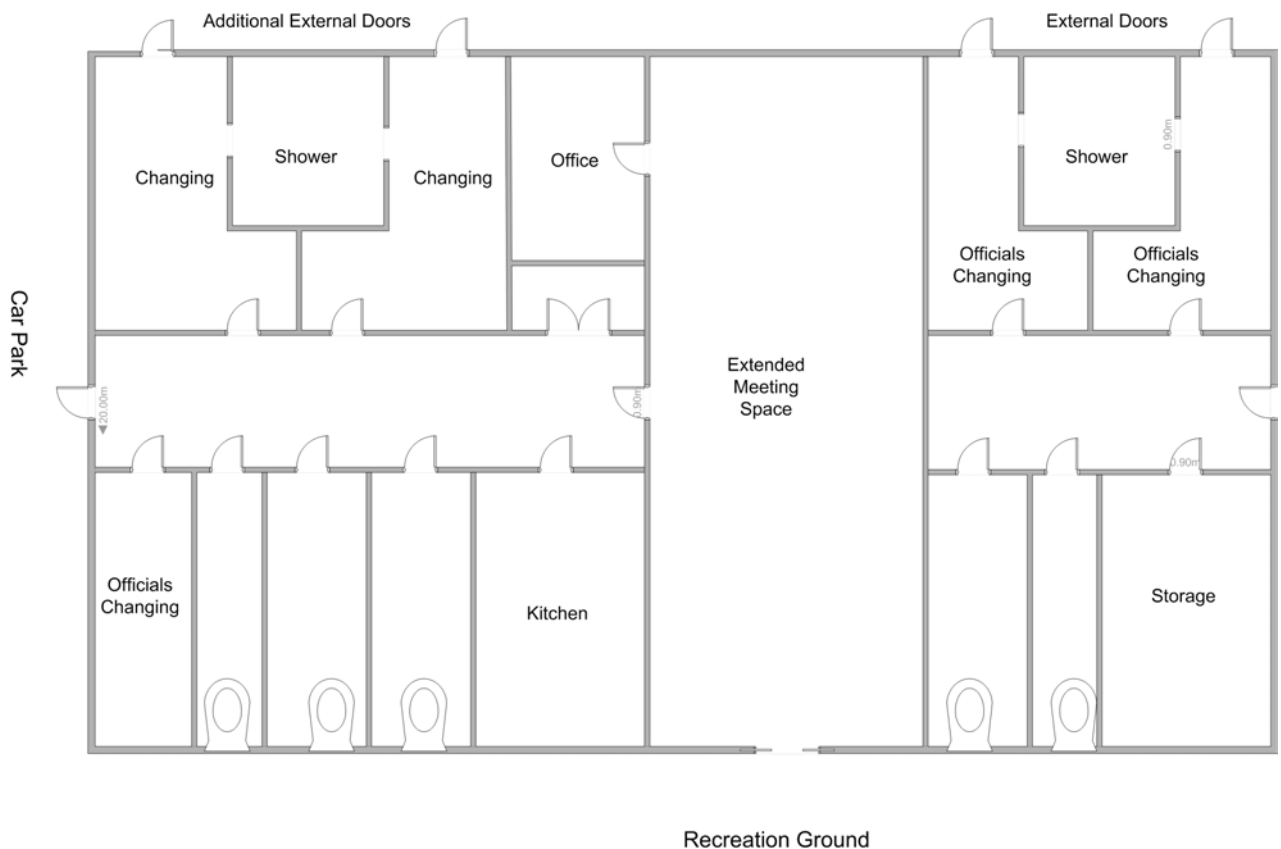 Additional External Doors
External Doors
Changing
Shower
Changing
Office
0.90m
Shower
Officials
Changing
Officials
Changing
Car Park
20.00m
0.90m
Extended
Meeting
Space
0.90m
Officials
Changing
Kitchen
Storage
Recreation Ground